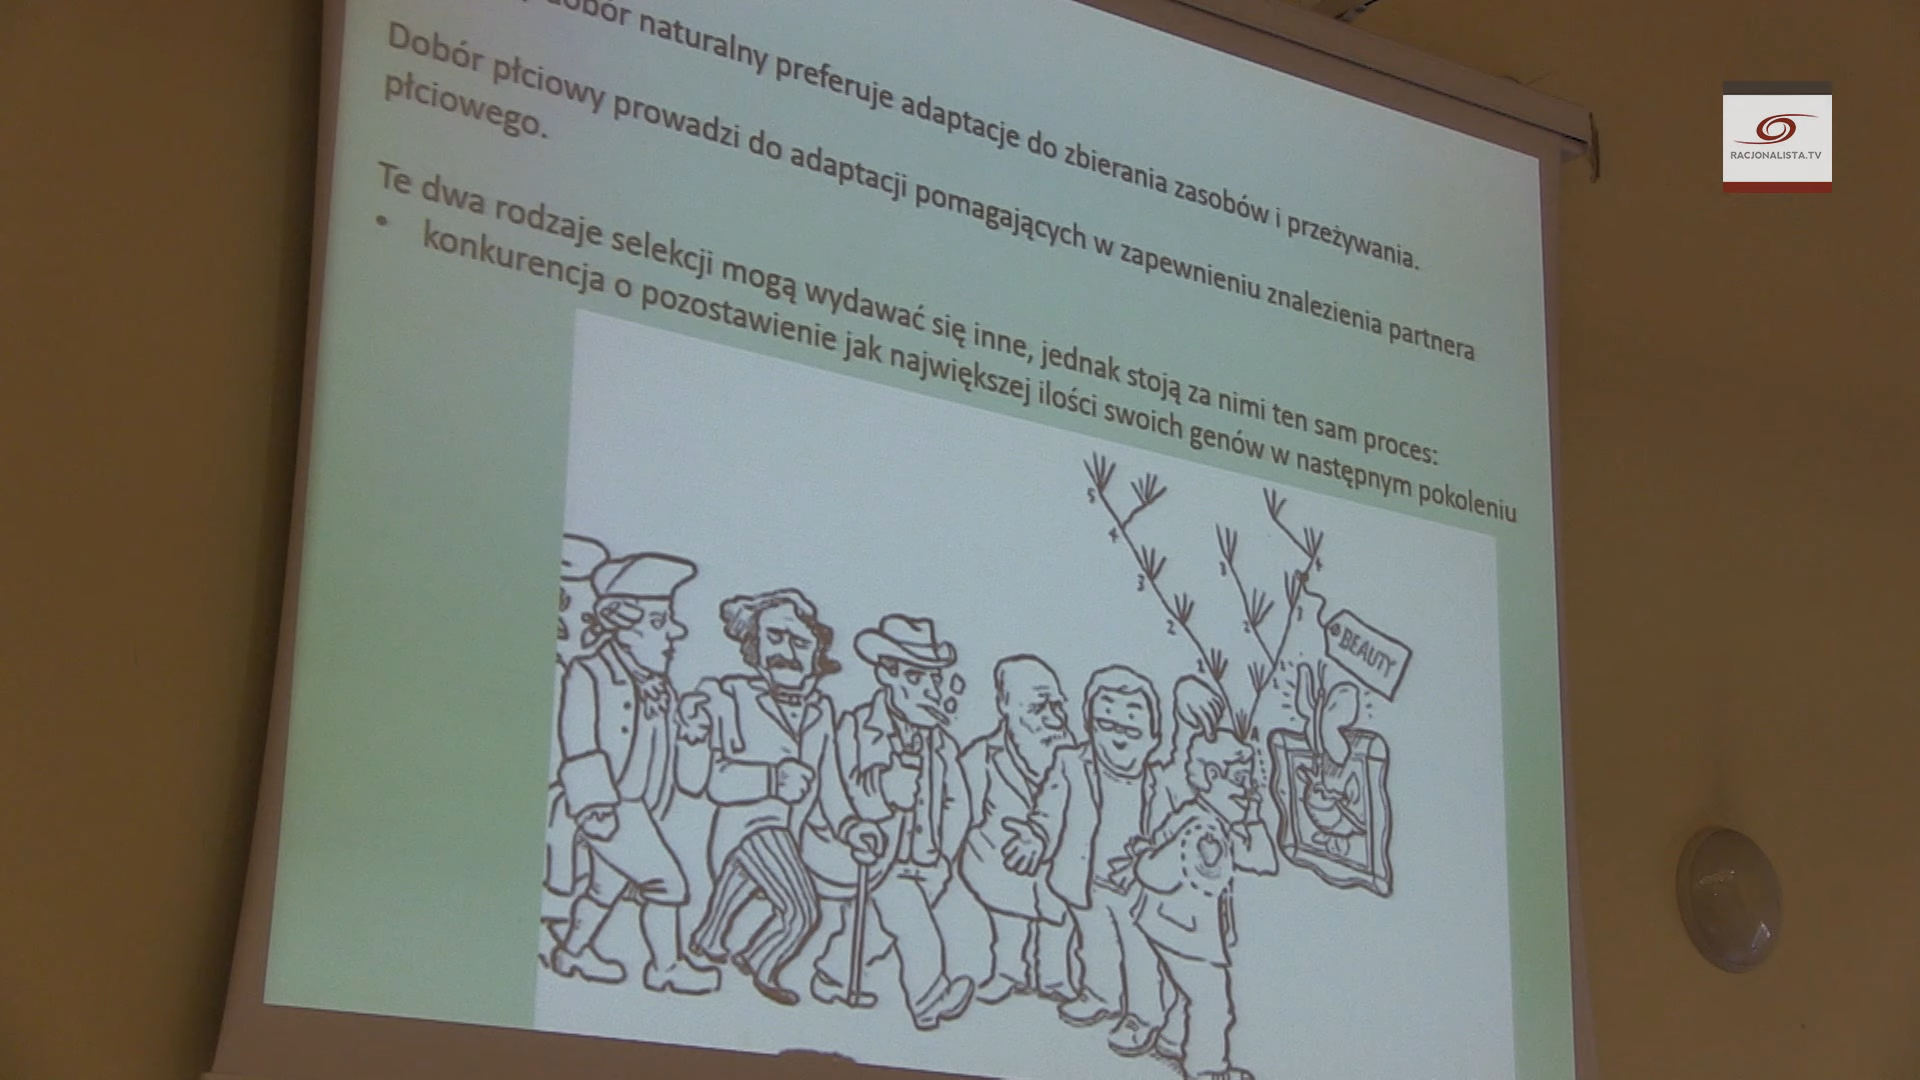 dobór naturalny preferuje adaptacje do zbierania zasobów i przeżywania.
Dobór płciowy prowadzi do adaptacji pomagających w zapewnieniu znalezienia partnera
płciowego.
Te dwa rodzaje selekcji mogą wydawać się inne, jednak stoją za nimi ten sam proces:
• konkurencja o pozostawienie jak największej ilości swoich genów w następnym pokoleniu
BEAUTY
RACJONALISTA.TV